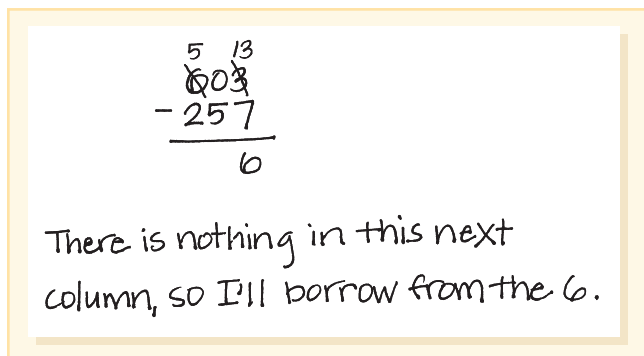 5 13
603
- 257
6
There is nothing in this next
column, so I'll borrow from the 6.